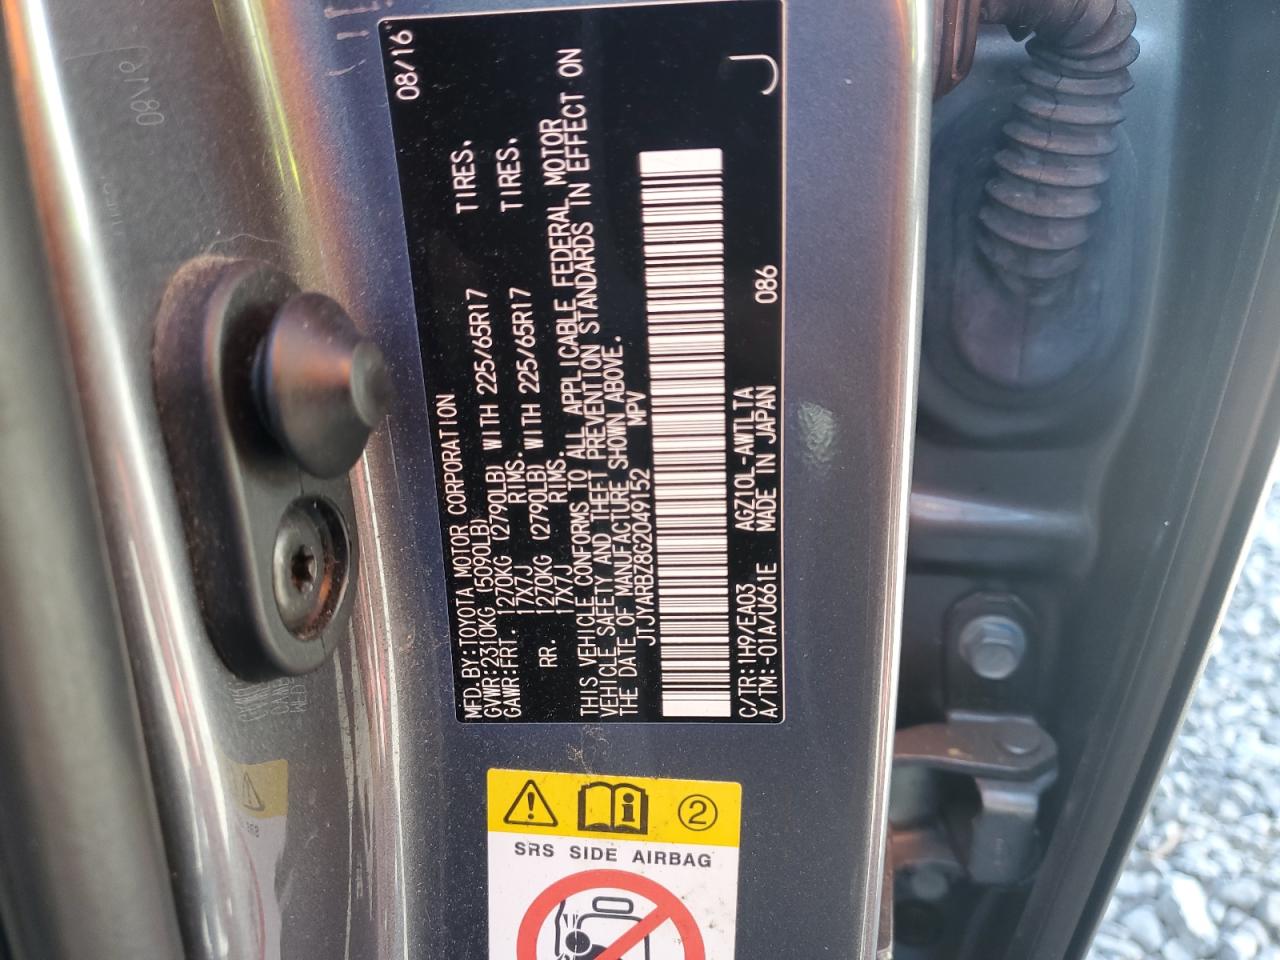 08/16
MFD.BY:TOYOTA MOTOR CORPORATION
GVWR:2310KG (5090LB)
GAWR:FRT. 1270KG (2790LB) WITH 225/65R17 TIRES.
17X7J RIMS.
RR. 1270KG (2790LB) WITH 225/65R17 TIRES.
17X7J RIMS.
THIS VEHICLE CONFORMS TO ALL APPLICABLE FEDERAL MOTOR
VEHICLE SAFETY AND THEFT PREVENTION STANDARDS IN EFFECT ON
THE DATE OF MANUFACTURE SHOWN ABOVE.
JTJYARBZ8G2049152 MPV
C/TR:1H9/EA03 AGZ10L-AWTLTA 086
A/TM:-01A/U661E MADE IN JAPAN J
2
SRS SIDE AIRBAG